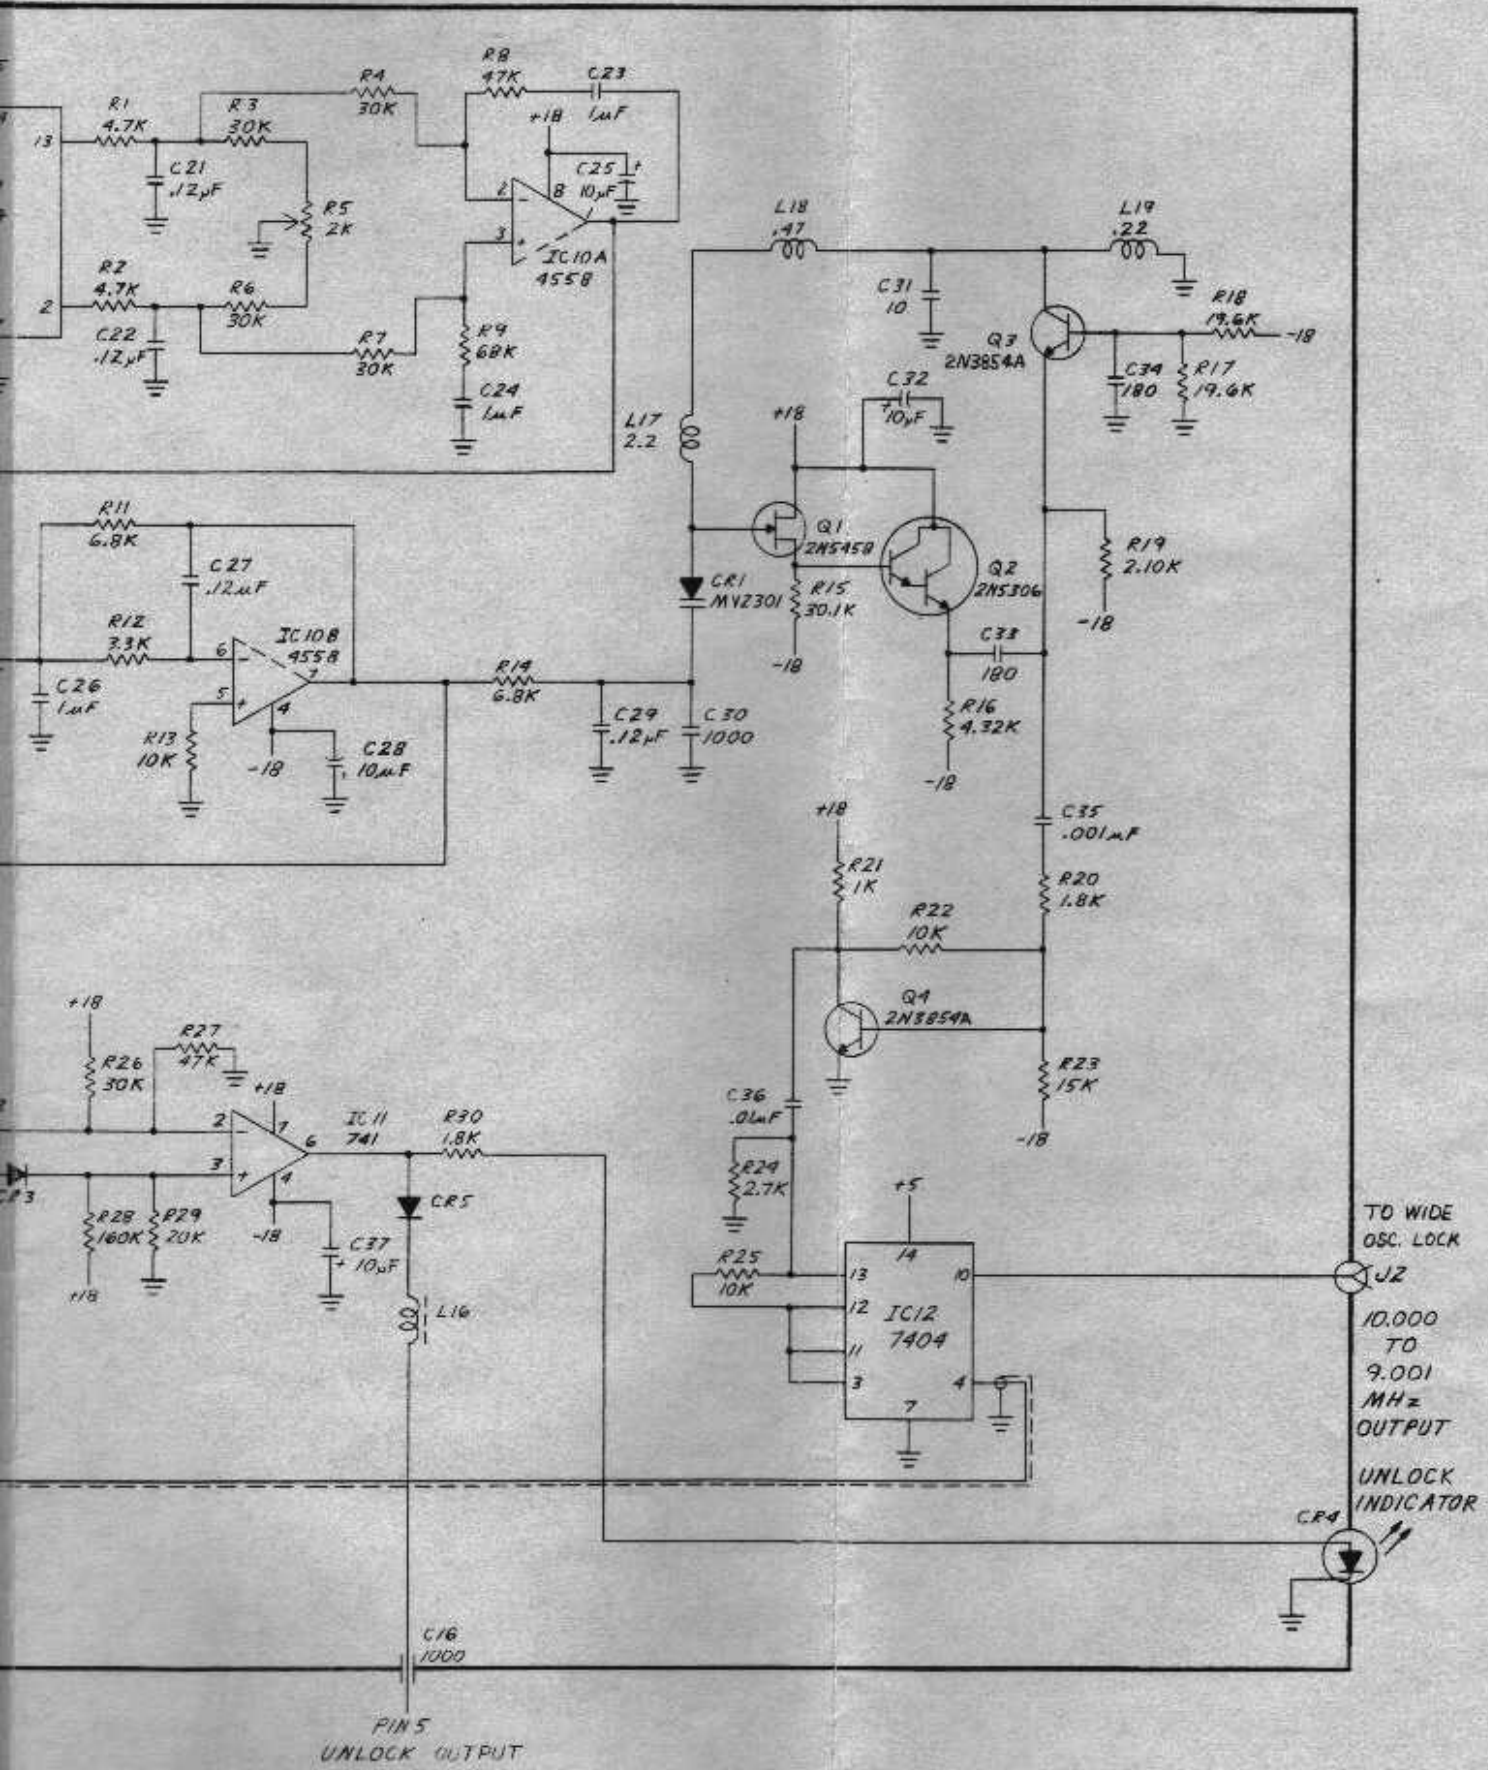 R8
47K
C23
1µF
R4
30K
R1
4.7K
R3
30K
+18
13
C21
.12µF
C25
+
10µF
2
-
8
1
R5
2K
3
+
IC10A
4558
L18
.47
L19
.22
R2
4.7K
2
R6
30K
C22
.12µF
R7
30K
R9
68K
C31
10
R18
19.6K
-18
Q3
2N3854A
C34
180
R17
19.6K
C24
1µF
C32
+
10µF
L17
2.2
+18
R11
6.8K
Q1
2N5458
C27
.12µF
CR1
MV2301
R15
30.1K
Q2
2N5306
R19
2.10K
-18
R12
3.3K
IC10B
4558
6
-
7
C33
180
-18
C26
1µF
5
+
4
R14
6.8K
R13
10K
-18
C28
10µF
C29
.12µF
C30
1000
R16
4.32K
-18
+18
C35
.001µF
R21
1K
R20
1.8K
R22
10K
Q4
2N3854A
+18
R27
47K
R26
30K
+18
R23
15K
-18
C36
.01µF
2
-
7
IC11
741
6
R30
1.8K
3
+
4
CR3
R24
2.7K
+5
R28
160K
R29
20K
-18
CR5
C37
+ 10µF
+18
TO WIDE
OSC. LOCK
J2
R25
10K
14
13
10
12
IC12
7404
11
3
4
7
L16
10.000
TO
9.001
MHz
OUTPUT
UNLOCK
INDICATOR
CR4
C16
1000
PIN 5
UNLOCK OUTPUT